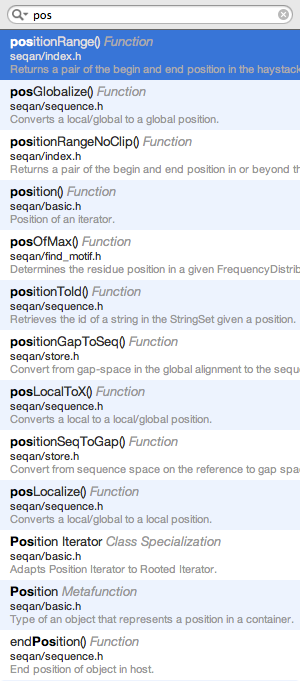 pos
positionRange() Function
seqan/index.h
Returns a pair of the begin and end position in the haystack
posGlobalize() Function
seqan/sequence.h
Converts a local/global to a global position.
positionRangeNoClip() Function
seqan/index.h
Returns a pair of the begin and end position in or beyond th
position() Function
seqan/basic.h
Position of an iterator.
posOfMax() Function
seqan/find_motif.h
Determines the residue position in a given FrequencyDistrib
positionToId() Function
seqan/sequence.h
Retrieves the id of a string in the StringSet given a position.
positionGapToSeq() Function
seqan/store.h
Convert from gap-space in the global alignment to the sequ
posLocalToX() Function
seqan/sequence.h
Converts a local to a local/global position.
positionSeqToGap() Function
seqan/store.h
Convert from sequence space on the reference to gap spa
posLocalize() Function
seqan/sequence.h
Converts a local/global to a local position.
Position Iterator Class Specialization
seqan/basic.h
Adapts Position Iterator to Rooted Iterator.
Position Metafunction
seqan/basic.h
Type of an object that represents a position in a container.
endPosition() Function
seqan/sequence.h
End position of object in host.